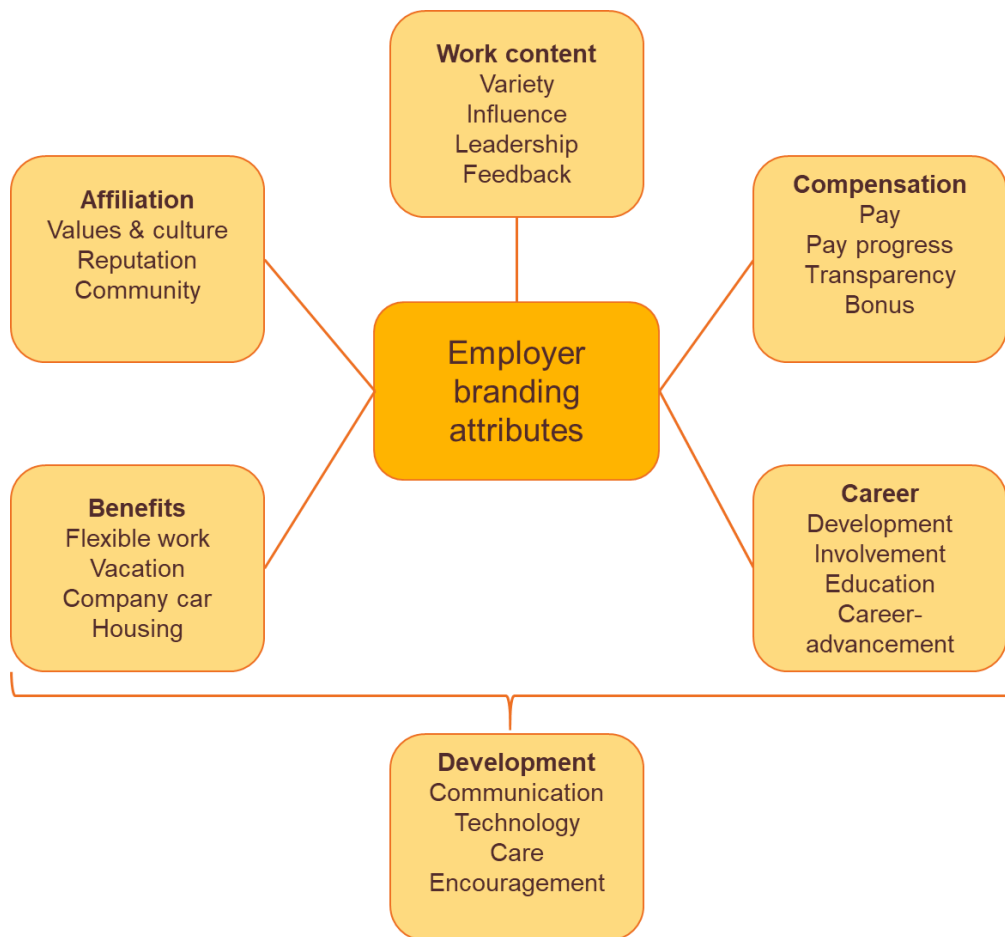 Work content
Variety
Influence
Leadership
Feedback
Affiliation
Values & culture
Reputation
Community
Compensation
Pay
Pay progress
Transparency
Bonus
Employer
branding
attributes
Benefits
Flexible work
Vacation
Company car
Housing
Career
Development
Involvement
Education
Career-
advancement
Development
Communication
Technology
Care
Encouragement